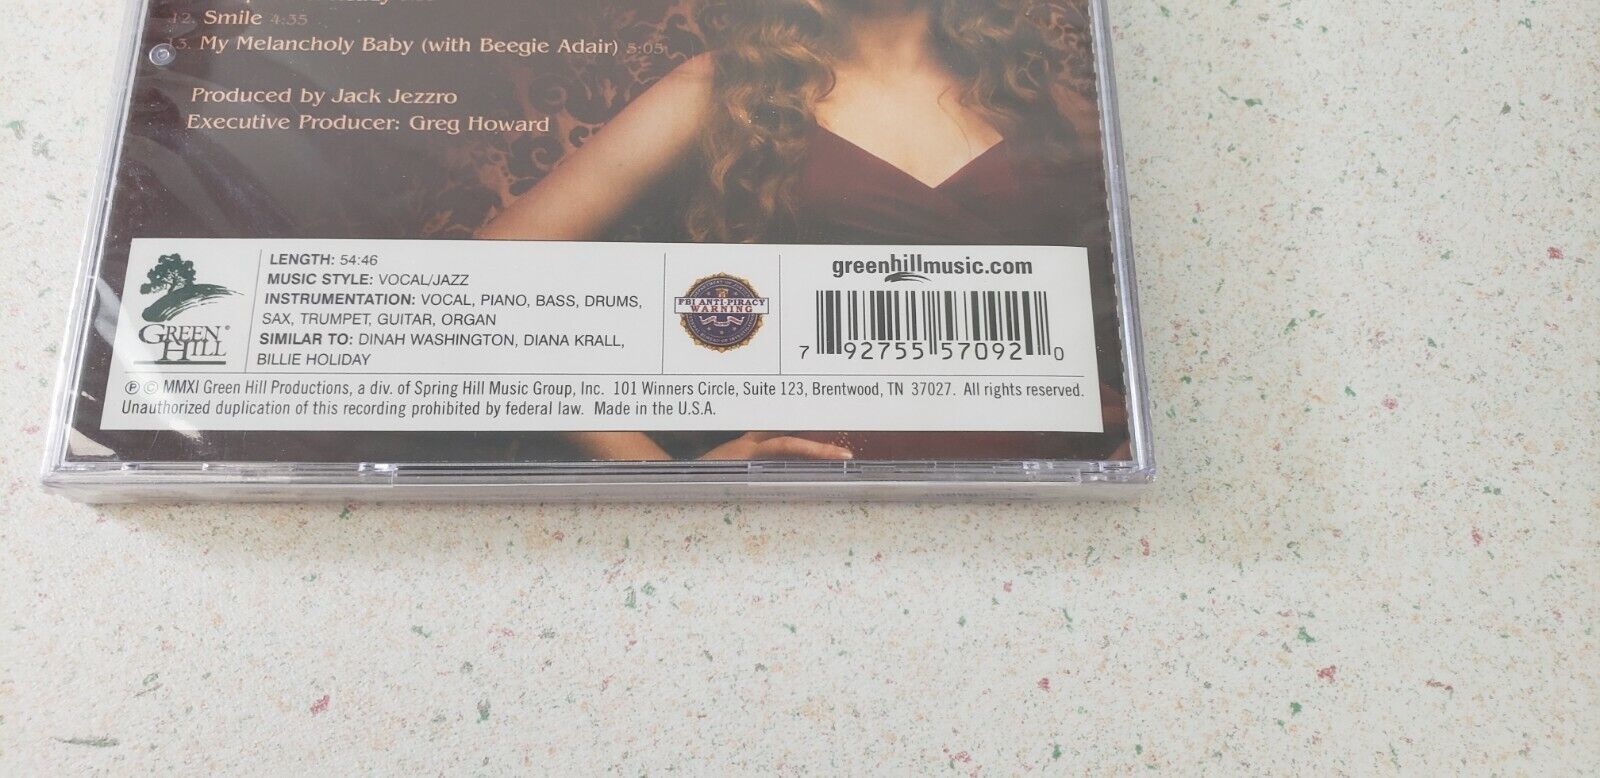 12. Smile 4:35
13. My Melancholy Baby (with Beegie Adair) 5:05
Produced by Jack Jezzro
Executive Producer: Greg Howard
GREEN HILL®
LENGTH: 54:46
MUSIC STYLE: VOCAL/JAZZ
INSTRUMENTATION: VOCAL, PIANO, BASS, DRUMS,
SAX, TRUMPET, GUITAR, ORGAN
SIMILAR TO: DINAH WASHINGTON, DIANA KRALL,
BILLIE HOLIDAY
FBI ANTI-PIRACY
WARNING
greenhillmusic.com
7 92755 57092 0
℗ © MMXI Green Hill Productions, a div. of Spring Hill Music Group, Inc. 101 Winners Circle, Suite 123, Brentwood, TN 37027. All rights reserved.
Unauthorized duplication of this recording prohibited by federal law. Made in the U.S.A.